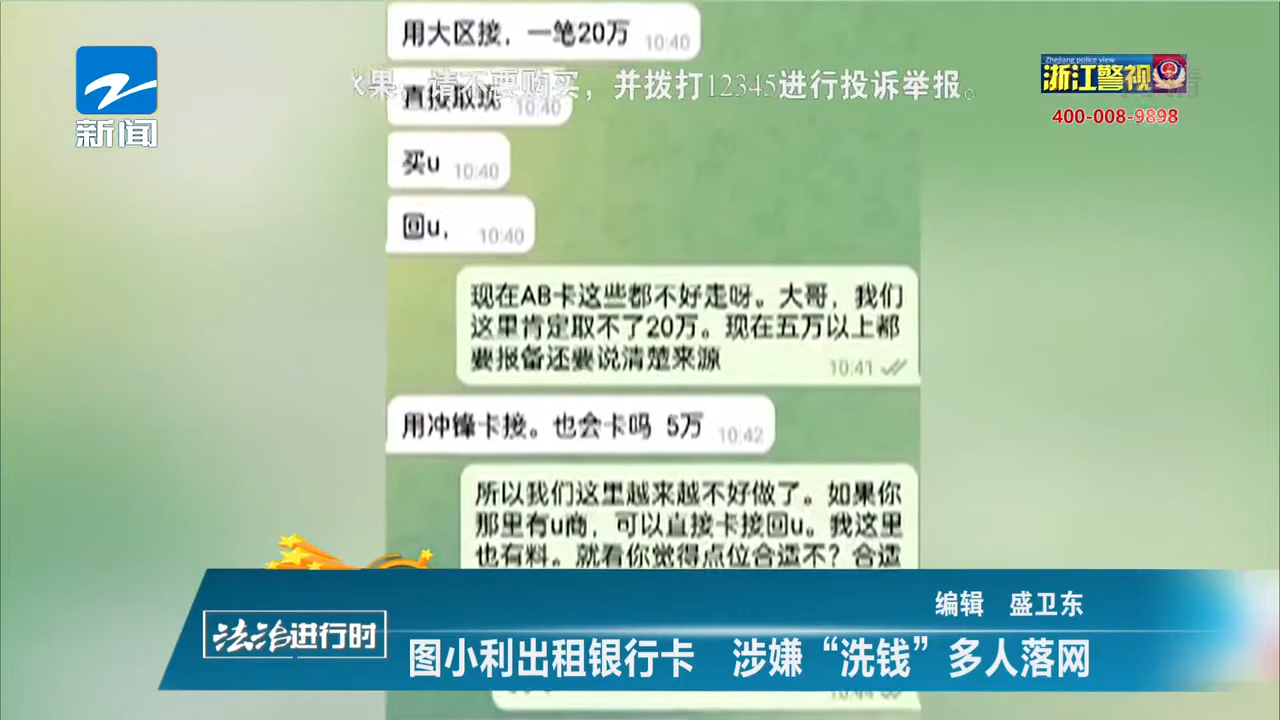 用大区接，一笔20万 10:40
水果，请不要购买，并拨打12345进行投诉举报。
直接取现 10:40
新闻
Zhejiang police view
浙江警视
400-008-9898
买u 10:40
回u， 10:40
现在AB卡这些都不好走呀。大哥，我们
这里肯定取不了20万。现在五万以上都
要报备还要说清楚来源
10:41
用冲锋卡接。也会卡吗 5万 10:42
所以我们这里越来越不好做了。如果你
那里有u商，可以直接卡接回u。我这里
也有料。就看你觉得点位合适不？合适
编辑 盛卫东
法治进行时
图小利出租银行卡 涉嫌“洗钱”多人落网
10:44